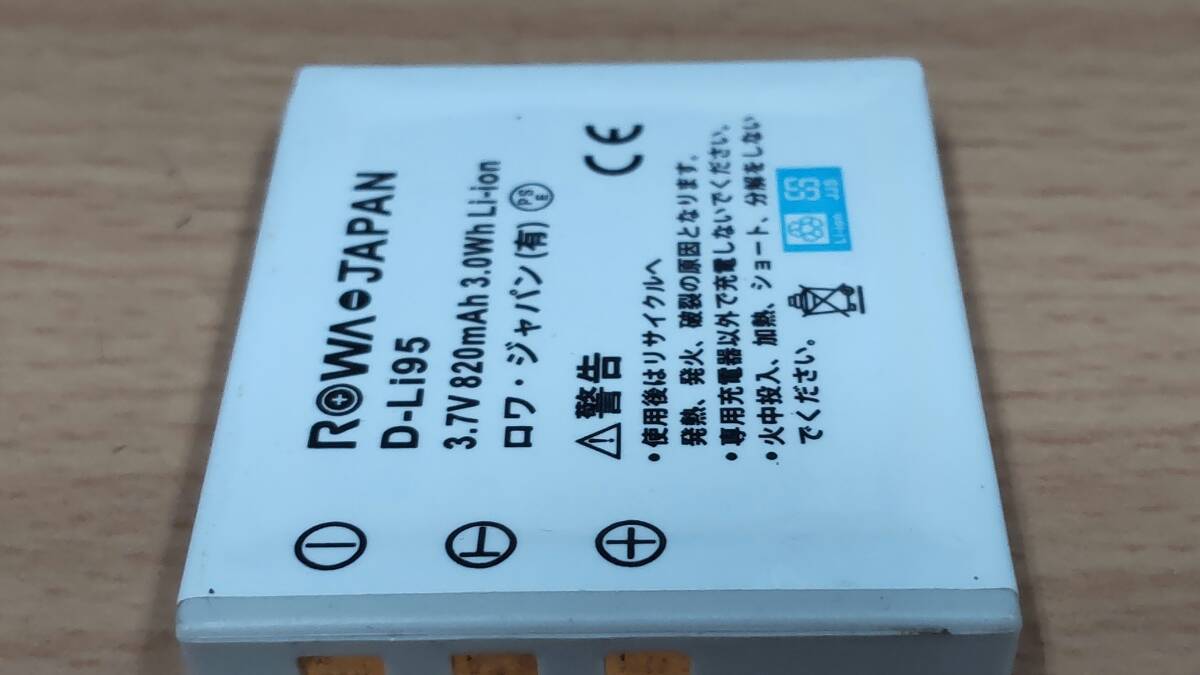 ROWA JAPAN
D-Li95
3.7V 820mAh 3.0Wh Li-ion
ロワ・ジャパン(有) PSE
CE
警告
•使用後はリサイクルへ
発熱、発火、破裂の原因となります。
•専用充電器以外で充電しないでください。
•火中投入、加熱、ショート、分解をしない
でください。
Li-ion
T